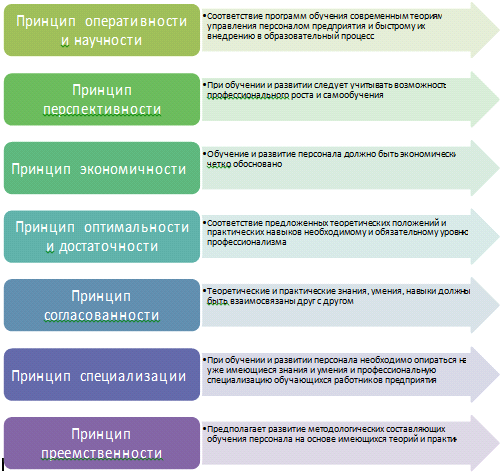 Принцип оперативности
и научности
•Соответствие программ обучения современным теориям
управления персоналом предприятия и быстрому их
внедрению в образовательный процесс
Принцип
перспективности
•При обучении и развитии следует учитывать возможность
профессионального роста и самообучения
Принцип экономичности
•Обучение и развитие персонала должно быть экономически
четко обосновано
Принцип оптимальности
и достаточности
•Соответствие предложенных теоретических положений и
практических навыков необходимому и обязательному уровню
профессионализма
Принцип
согласованности
•Теоретические и практические знания, умения, навыки должны
быть взаимосвязаны друг с другом
Принцип специализации
•При обучении и развитии персонала необходимо опираться на
уже имеющиеся знания и умения и профессиональную
специализацию обучающихся работников предприятия
Принцип
преемственности
•Предполагает развитие методологических составляющих
обучения персонала на основе имеющихся теорий и практик